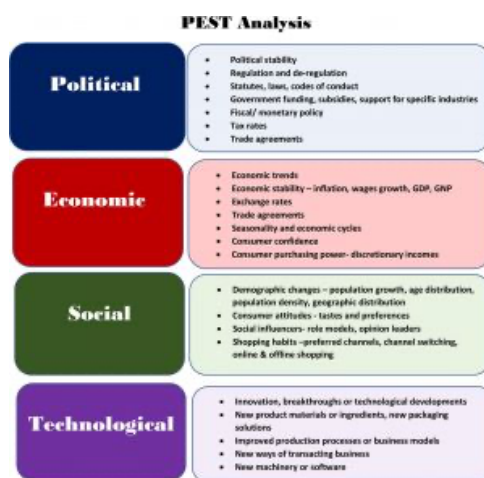 PEST Analysis
Political
• Political stability
• Regulation and de-regulation
• Statutes, laws, codes of conduct
• Government funding, subsidies, support for specific industries
• Fiscal/ monetary policy
• Tax rates
• Trade agreements
Economic
• Economic trends
• Economic stability – inflation, wages growth, GDP, GNP
• Exchange rates
• Trade agreements
• Seasonality and economic cycles
• Consumer confidence
• Consumer purchasing power- discretionary incomes
Social
• Demographic changes – population growth, age distribution,
population density, geographic distribution
• Consumer attitudes - tastes and preferences
• Social influencers- role models, opinion leaders
• Shopping habits –preferred channels, channel switching,
online & offline shopping
Technological
• Innovation, breakthroughs or technological developments
• New product materials or ingredients, new packaging
solutions
• Improved production processes or business models
• New ways of transacting business
• New machinery or software